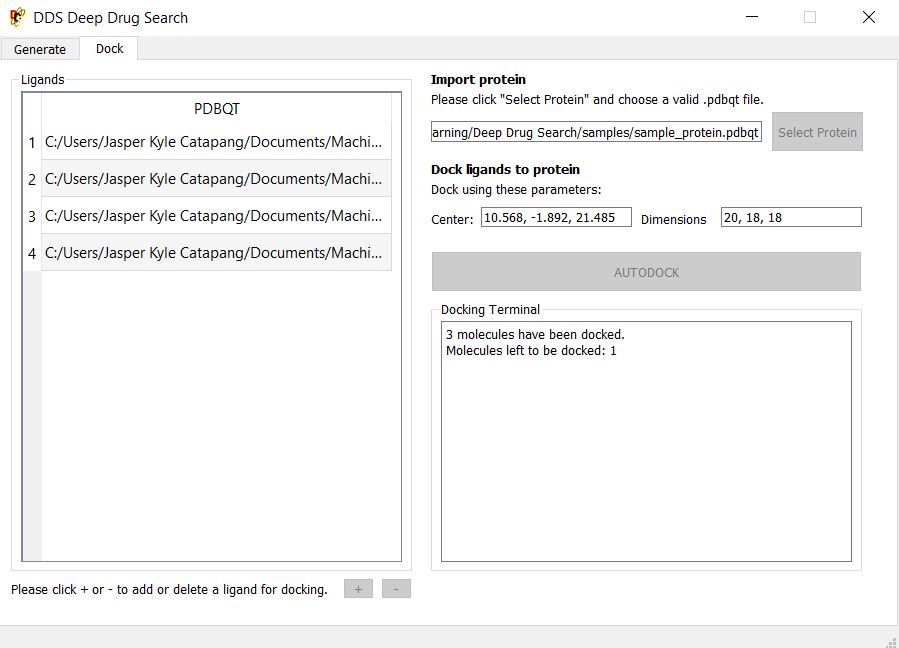 DDS Deep Drug Search
Generate
Dock
Ligands
PDBQT
1 C:/Users/Jasper Kyle Catapang/Documents/Machi...
2 C:/Users/Jasper Kyle Catapang/Documents/Machi...
3 C:/Users/Jasper Kyle Catapang/Documents/Machi...
4 C:/Users/Jasper Kyle Catapang/Documents/Machi...
Please click + or - to add or delete a ligand for docking.
+
-
Import protein
Please click "Select Protein" and choose a valid .pdbqt file.
arning/Deep Drug Search/samples/sample_protein.pdbqt
Select Protein
Dock ligands to protein
Dock using these parameters:
Center: 10.568, -1.892, 21.485 Dimensions 20, 18, 18
AUTODOCK
Docking Terminal
3 molecules have been docked.
Molecules left to be docked: 1